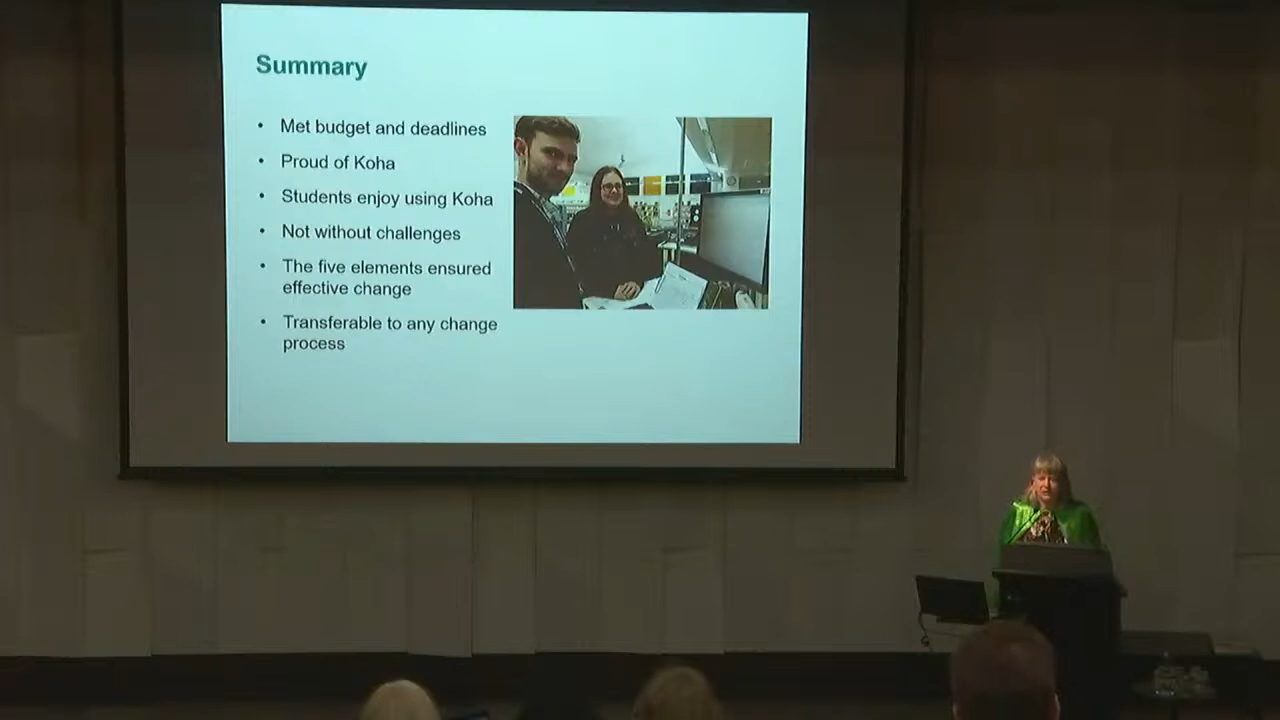 Summary
• Met budget and deadlines
• Proud of Koha
• Students enjoy using Koha
• Not without challenges
• The five elements ensured
effective change
• Transferable to any change
process